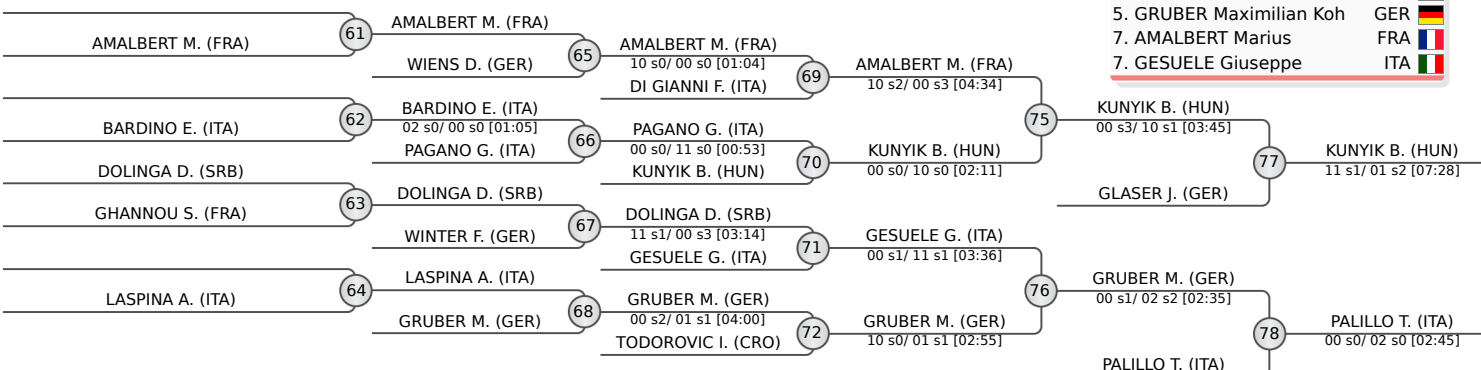 5. GRUBER Maximilian Koh GER
7. AMALBERT Marius FRA
7. GESUELE Giuseppe ITA
AMALBERT M. (FRA)
61
AMALBERT M. (FRA)
WIENS D. (GER)
65
AMALBERT M. (FRA)
10 s0/ 00 s0 [01:04]
DI GIANNI F. (ITA)
69
AMALBERT M. (FRA)
10 s2/ 00 s3 [04:34]
BARDINO E. (ITA)
62
BARDINO E. (ITA)
02 s0/ 00 s0 [01:05]
PAGANO G. (ITA)
66
PAGANO G. (ITA)
00 s0/ 11 s0 [00:53]
KUNYIK B. (HUN)
70
KUNYIK B. (HUN)
00 s0/ 10 s0 [02:11]
75
KUNYIK B. (HUN)
00 s3/ 10 s1 [03:45]
GLASER J. (GER)
77
KUNYIK B. (HUN)
11 s1/ 01 s2 [07:28]
DOLINGA D. (SRB)
GHANNOU S. (FRA)
63
DOLINGA D. (SRB)
WINTER F. (GER)
67
DOLINGA D. (SRB)
11 s1/ 00 s3 [03:14]
GESUELE G. (ITA)
71
GESUELE G. (ITA)
00 s1/ 11 s1 [03:36]
LASPINA A. (ITA)
64
LASPINA A. (ITA)
GRUBER M. (GER)
68
GRUBER M. (GER)
00 s2/ 01 s1 [04:00]
TODOROVIC I. (CRO)
72
GRUBER M. (GER)
10 s0/ 01 s1 [02:55]
76
GRUBER M. (GER)
00 s1/ 02 s2 [02:35]
PALILLO T. (ITA)
78
PALILLO T. (ITA)
00 s0/ 02 s0 [02:45]